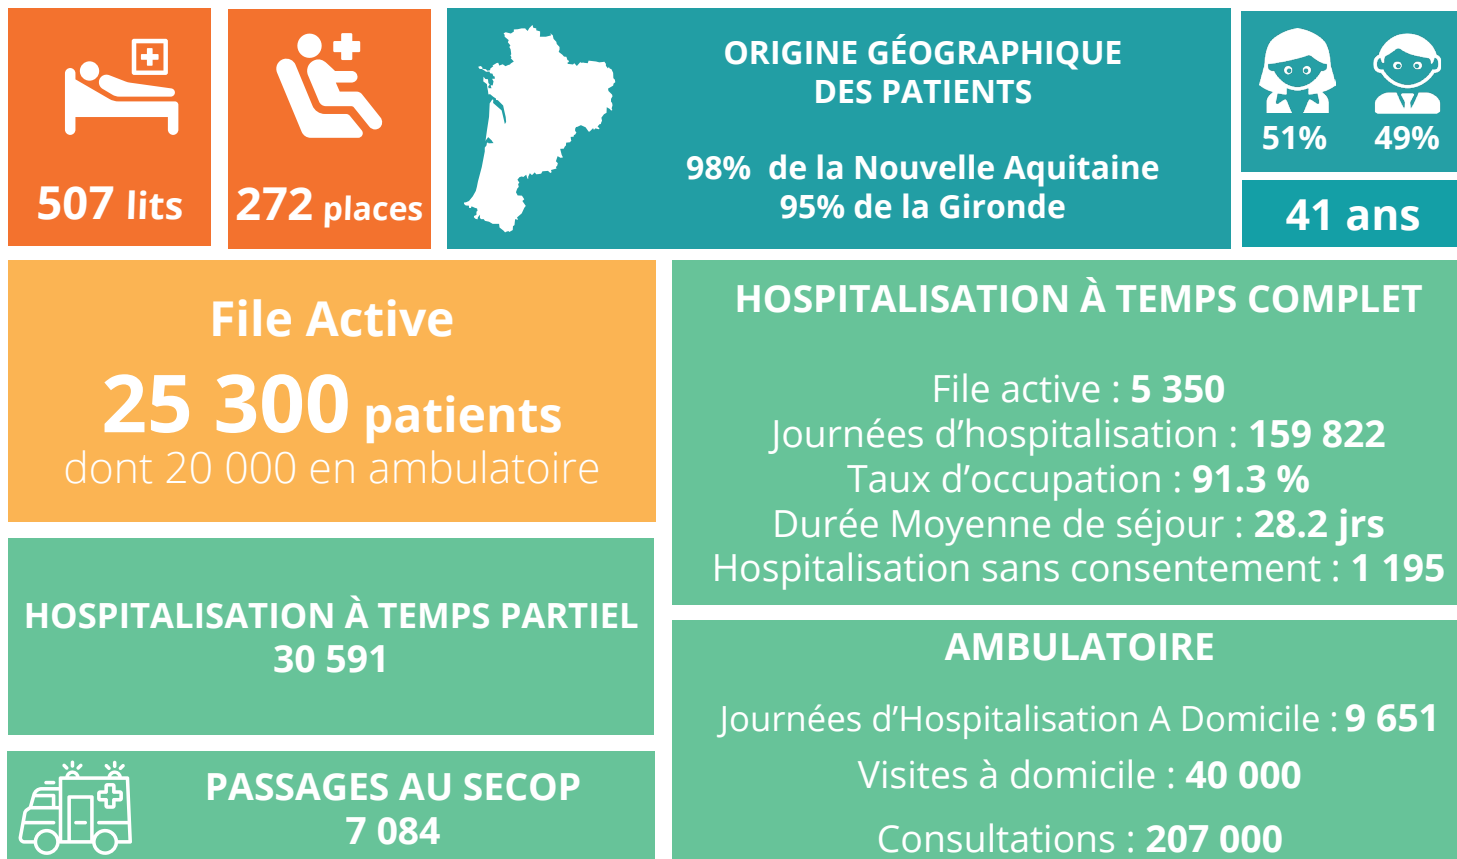 507 lits
272 places
ORIGINE GÉOGRAPHIQUE
DES PATIENTS
98% de la Nouvelle Aquitaine
95% de la Gironde
51%
49%
41 ans
File Active
25 300 patients
dont 20 000 en ambulatoire
HOSPITALISATION À TEMPS COMPLET
File active : 5 350
Journées d’hospitalisation : 159 822
Taux d’occupation : 91.3 %
Durée Moyenne de séjour : 28.2 jrs
Hospitalisation sans consentement : 1 195
HOSPITALISATION À TEMPS PARTIEL
30 591
PASSAGES AU SECOP
7 084
AMBULATOIRE
Journées d’Hospitalisation A Domicile : 9 651
Visites à domicile : 40 000
Consultations : 207 000